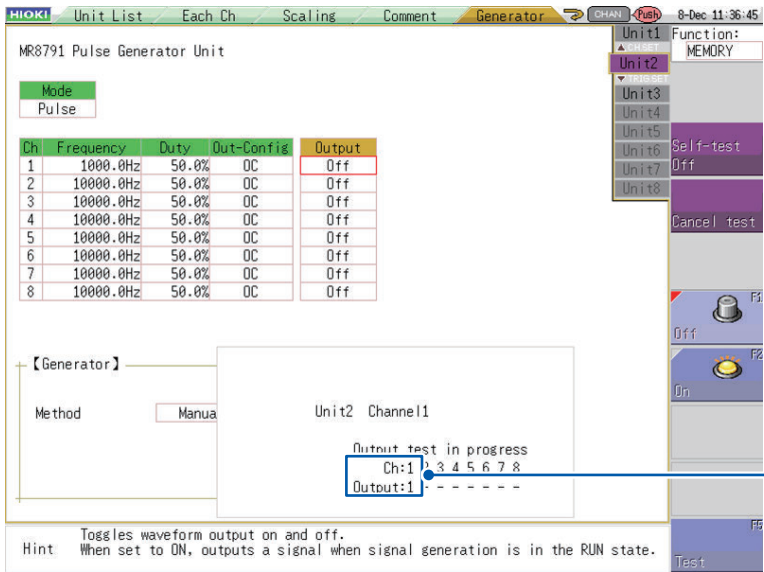 HIOKI Unit List Each Ch Scaling Comment Generator CHAN Push 8-Dec 11:36:45
MR8791 Pulse Generator Unit
Mode
Pulse
Ch Frequency Duty Out-Config Output
1 1000.0Hz 50.0% OC Off
2 10000.0Hz 50.0% OC Off
3 10000.0Hz 50.0% OC Off
4 10000.0Hz 50.0% OC Off
5 10000.0Hz 50.0% OC Off
6 10000.0Hz 50.0% OC Off
7 10000.0Hz 50.0% OC Off
8 10000.0Hz 50.0% OC Off
【Generator】
Method Manua
Unit2 Channel1
Output test in progress
Ch:1 2 3 4 5 6 7 8
Output:1 - - - - - - -
Hint Toggles waveform output on and off.
When set to ON, outputs a signal when signal generation is in the RUN state.
Unit1
▲CH.SET
Unit2
▼TRIG.SET
Unit3
Unit4
Unit5
Unit6
Unit7
Unit8
Function:
MEMORY
Self-test
Off
Cancel test
F1
Off
F2
On
F5
Test